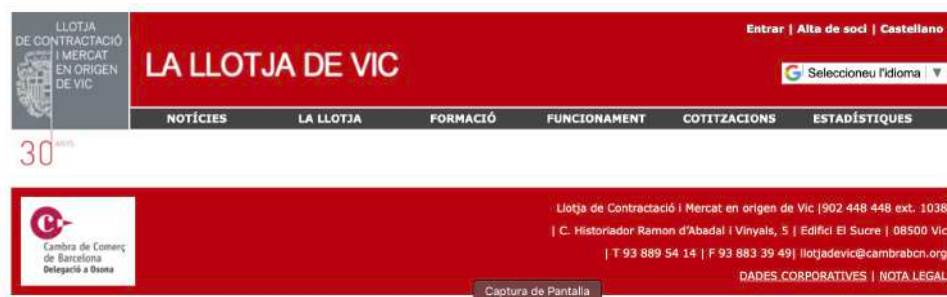 LLOTJA
DE CONTRACTACIÓ
I MERCAT
EN ORIGEN
DE VIC
LA LLOTJA DE VIC
Entrar | Alta de soci | Castellano
Seleccioneu l'idioma ▼
NOTÍCIES LA LLOTJA FORMACIÓ FUNCIONAMENT COTITZACIONS ESTADÍSTIQUES
30 ANYS
Cambra de Comerç
de Barcelona
Delegació a Osona
Llotja de Contractació i Mercat en origen de Vic |902 448 448 ext. 1038
| C. Historiador Ramon d'Abadal i Vinyals, 5 | Edifici El Sucre | 08500 Vic
| T 93 889 54 14 | F 93 883 39 49| llotjadevic@cambrabcn.org
DADES CORPORATIVES | NOTA LEGAL
Captura de Pantalla